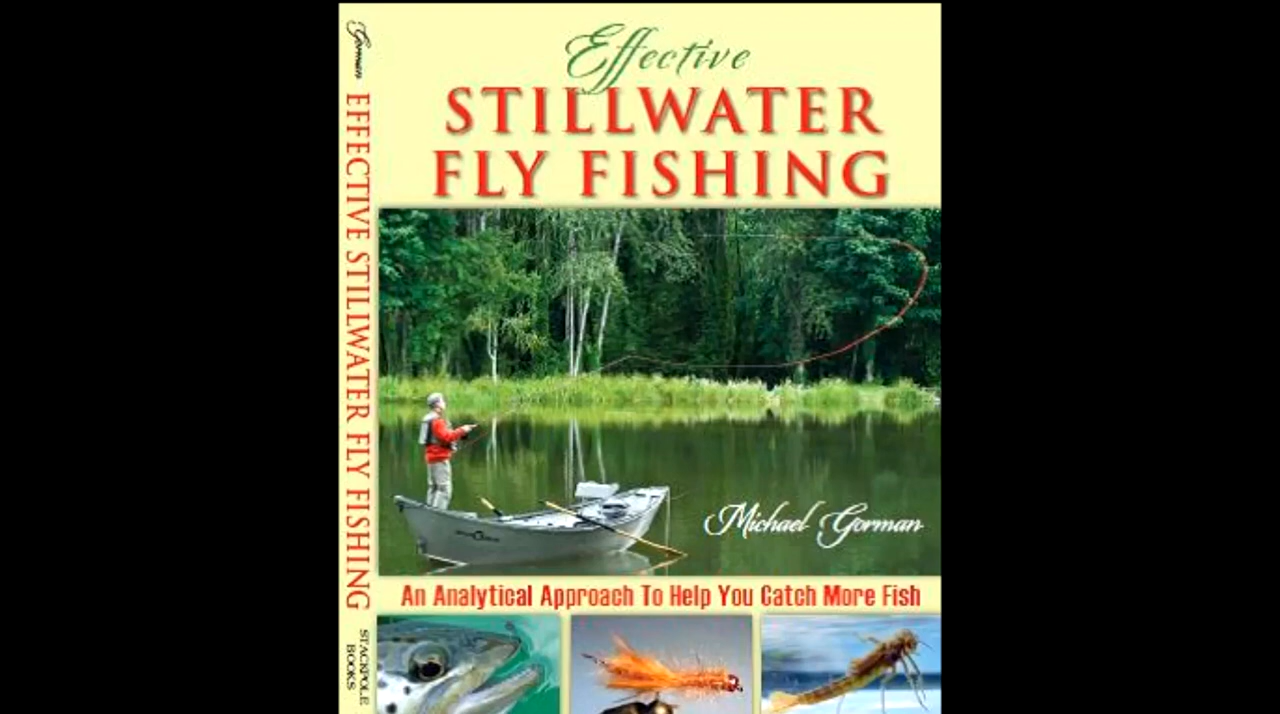 Gorman
EFFECTIVE STILLWATER FLY FISHING
STACKPOLE
BOOKS
Effective
STILLWATER
FLY FISHING
Michael Gorman
An Analytical Approach To Help You Catch More Fish